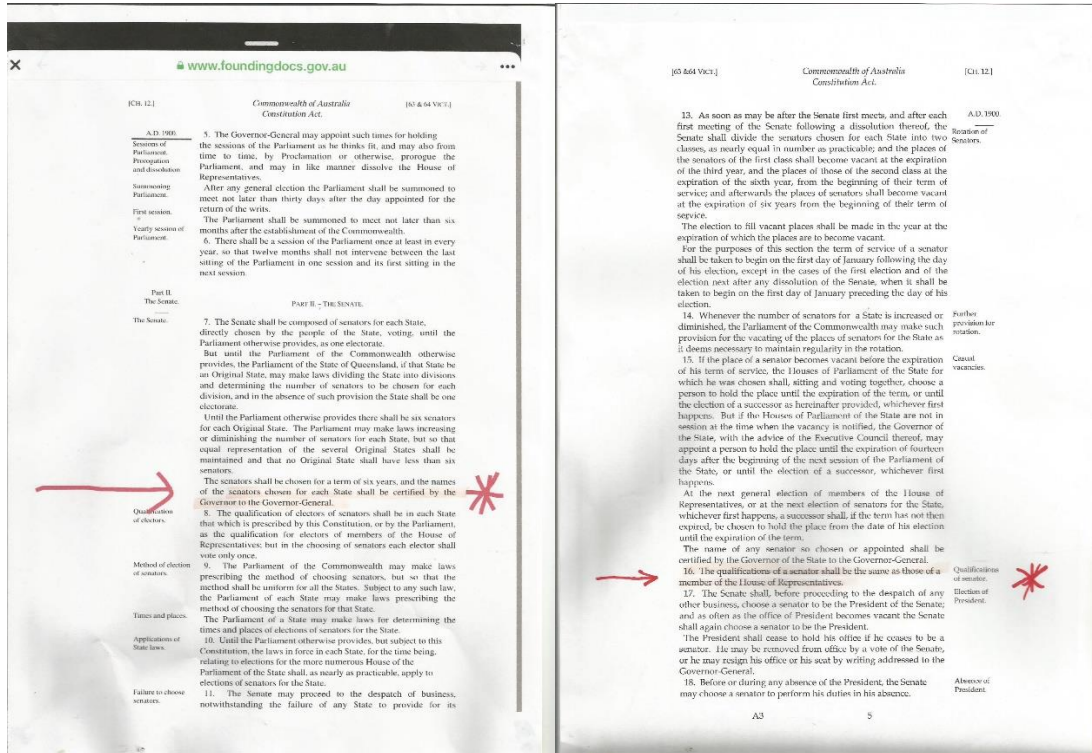 X
www.foundingdocs.gov.au
...
[CH. 12.]
Commonwealth of Australia
Constitution Act.
[63 & 64 VICT.]
A.D. 1900.
Sessions of
Parliament.
Prorogation
and dissolution
5. The Governor-General may appoint such times for holding
the sessions of the Parliament as he thinks fit, and may also from
time to time, by Proclamation or otherwise, prorogue the
Parliament, and may in like manner dissolve the House of
Representatives.
Summoning
Parliament.
After any general election the Parliament shall be summoned to
meet not later than thirty days after the day appointed for the
return of the writs.
First session.
The Parliament shall be summoned to meet not later than six
months after the establishment of the Commonwealth.
Yearly session of
Parliament.
6. There shall be a session of the Parliament once at least in every
year, so that twelve months shall not intervene between the last
sitting of the Parliament in one session and its first sitting in the
next session.
Part II.
The Senate.
PART II. – THE SENATE.
The Senate.
7. The Senate shall be composed of senators for each State,
directly chosen by the people of the State, voting, until the
Parliament otherwise provides, as one electorate.
But until the Parliament of the Commonwealth otherwise
provides, the Parliament of the State of Queensland, if that State be
an Original State, may make laws dividing the State into divisions
and determining the number of senators to be chosen for each
division, and in the absence of such provision the State shall be one
electorate.
Until the Parliament otherwise provides there shall be six senators
for each Original State. The Parliament may make laws increasing
or diminishing the number of senators for each State, but so that
equal representation of the several Original States shall be
maintained and that no Original State shall have less than six
senators.
The senators shall be chosen for a term of six years, and the names
of the senators chosen for each State shall be certified by the
Governor to the Governor-General.
Qualification
of electors.
8. The qualification of electors of senators shall be in each State
that which is prescribed by this Constitution, or by the Parliament,
as the qualification for electors of members of the House of
Representatives; but in the choosing of senators each elector shall
vote only once.
Method of election
of senators.
9. The Parliament of the Commonwealth may make laws
prescribing the method of choosing senators, but so that the
method shall be uniform for all the States. Subject to any such law,
the Parliament of each State may make laws prescribing the
method of choosing the senators for that State.
Times and places.
The Parliament of a State may make laws for determining the
times and places of elections of senators for the State.
Applications of
State laws.
10. Until the Parliament otherwise provides, but subject to this
Constitution, the laws in force in each State, for the time being,
relating to elections for the more numerous House of the
Parliament of the State shall, as nearly as practicable, apply to
elections of senators for the State.
Failure to choose
senators.
11. The Senate may proceed to the despatch of business,
notwithstanding the failure of any State to provide for its
[63 &64 VICT.]
Commonwealth of Australia
Constitution Act.
[CH. 12.]
13. As soon as may be after the Senate first meets, and after each
first meeting of the Senate following a dissolution thereof, the
Senate shall divide the senators chosen for each State into two
classes, as nearly equal in number as practicable; and the places of
the senators of the first class shall become vacant at the expiration
of the third year, and the places of those of the second class at the
expiration of the sixth year, from the beginning of their term of
service; and afterwards the places of senators shall become vacant
at the expiration of six years from the beginning of their term of
service.
A.D. 1900.
Rotation of
Senators.
The election to fill vacant places shall be made in the year at the
expiration of which the places are to become vacant.
For the purposes of this section the term of service of a senator
shall be taken to begin on the first day of January following the day
of his election, except in the cases of the first election and of the
election next after any dissolution of the Senate, when it shall be
taken to begin on the first day of January preceding the day of his
election.
14. Whenever the number of senators for a State is increased or
diminished, the Parliament of the Commonwealth may make such
provision for the vacating of the places of senators for the State as
it deems necessary to maintain regularity in the rotation.
Further
provision for
rotation.
15. If the place of a senator becomes vacant before the expiration
of his term of service, the Houses of Parliament of the State for
which he was chosen shall, sitting and voting together, choose a
person to hold the place until the expiration of the term, or until
the election of a successor as hereinafter provided, whichever first
happens. But if the Houses of Parliament of the State are not in
session at the time when the vacancy is notified, the Governor of
the State, with the advice of the Executive Council thereof, may
appoint a person to hold the place until the expiration of fourteen
days after the beginning of the next session of the Parliament of
the State, or until the election of a successor, whichever first
happens.
Casual
vacancies.
At the next general election of members of the House of
Representatives, or at the next election of senators for the State,
whichever first happens, a successor shall, if the term has not then
expired, be chosen to hold the place from the date of his election
until the expiration of the term.
The name of any senator so chosen or appointed shall be
certified by the Governor of the State to the Governor-General.
16. The qualifications of a senator shall be the same as those of a
member of the House of Representatives.
Qualifications
of senator.
17. The Senate shall, before proceeding to the despatch of any
other business, choose a senator to be the President of the Senate;
and as often as the office of President becomes vacant the Senate
shall again choose a senator to be the President.
Election of
President.
The President shall cease to hold his office if he ceases to be a
senator. He may be removed from office by a vote of the Senate,
or he may resign his office or his seat by writing addressed to the
Governor-General.
18. Before or during any absence of the President, the Senate
may choose a senator to perform his duties in his absence.
Absence of
President.
A3 5